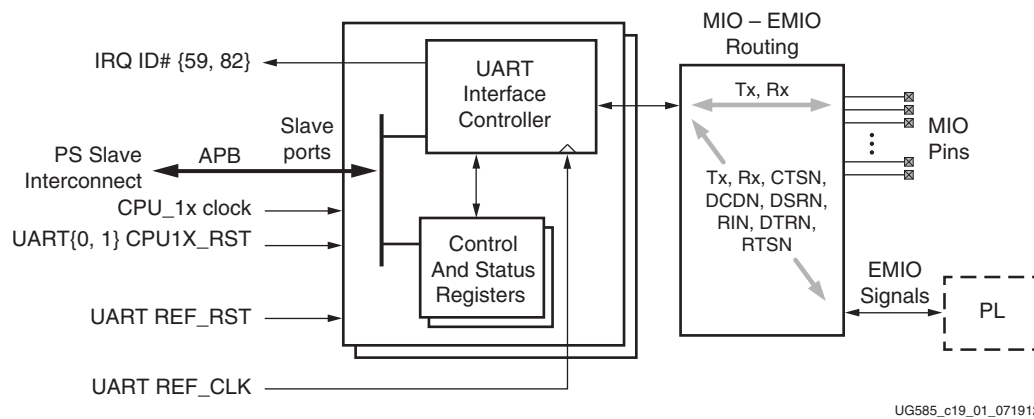 MIO – EMIO
Routing
IRQ ID# {59, 82}
UART
Interface
Controller
Tx, Rx
MIO
Pins
Slave
ports
APB
PS Slave
Interconnect
Tx, Rx, CTSN,
DCDN, DSRN,
RIN, DTRN,
RTSN
CPU_1x clock
UART{0, 1} CPU1X_RST
Control
And Status
Registers
EMIO
Signals
PL
UART REF_RST
UART REF_CLK